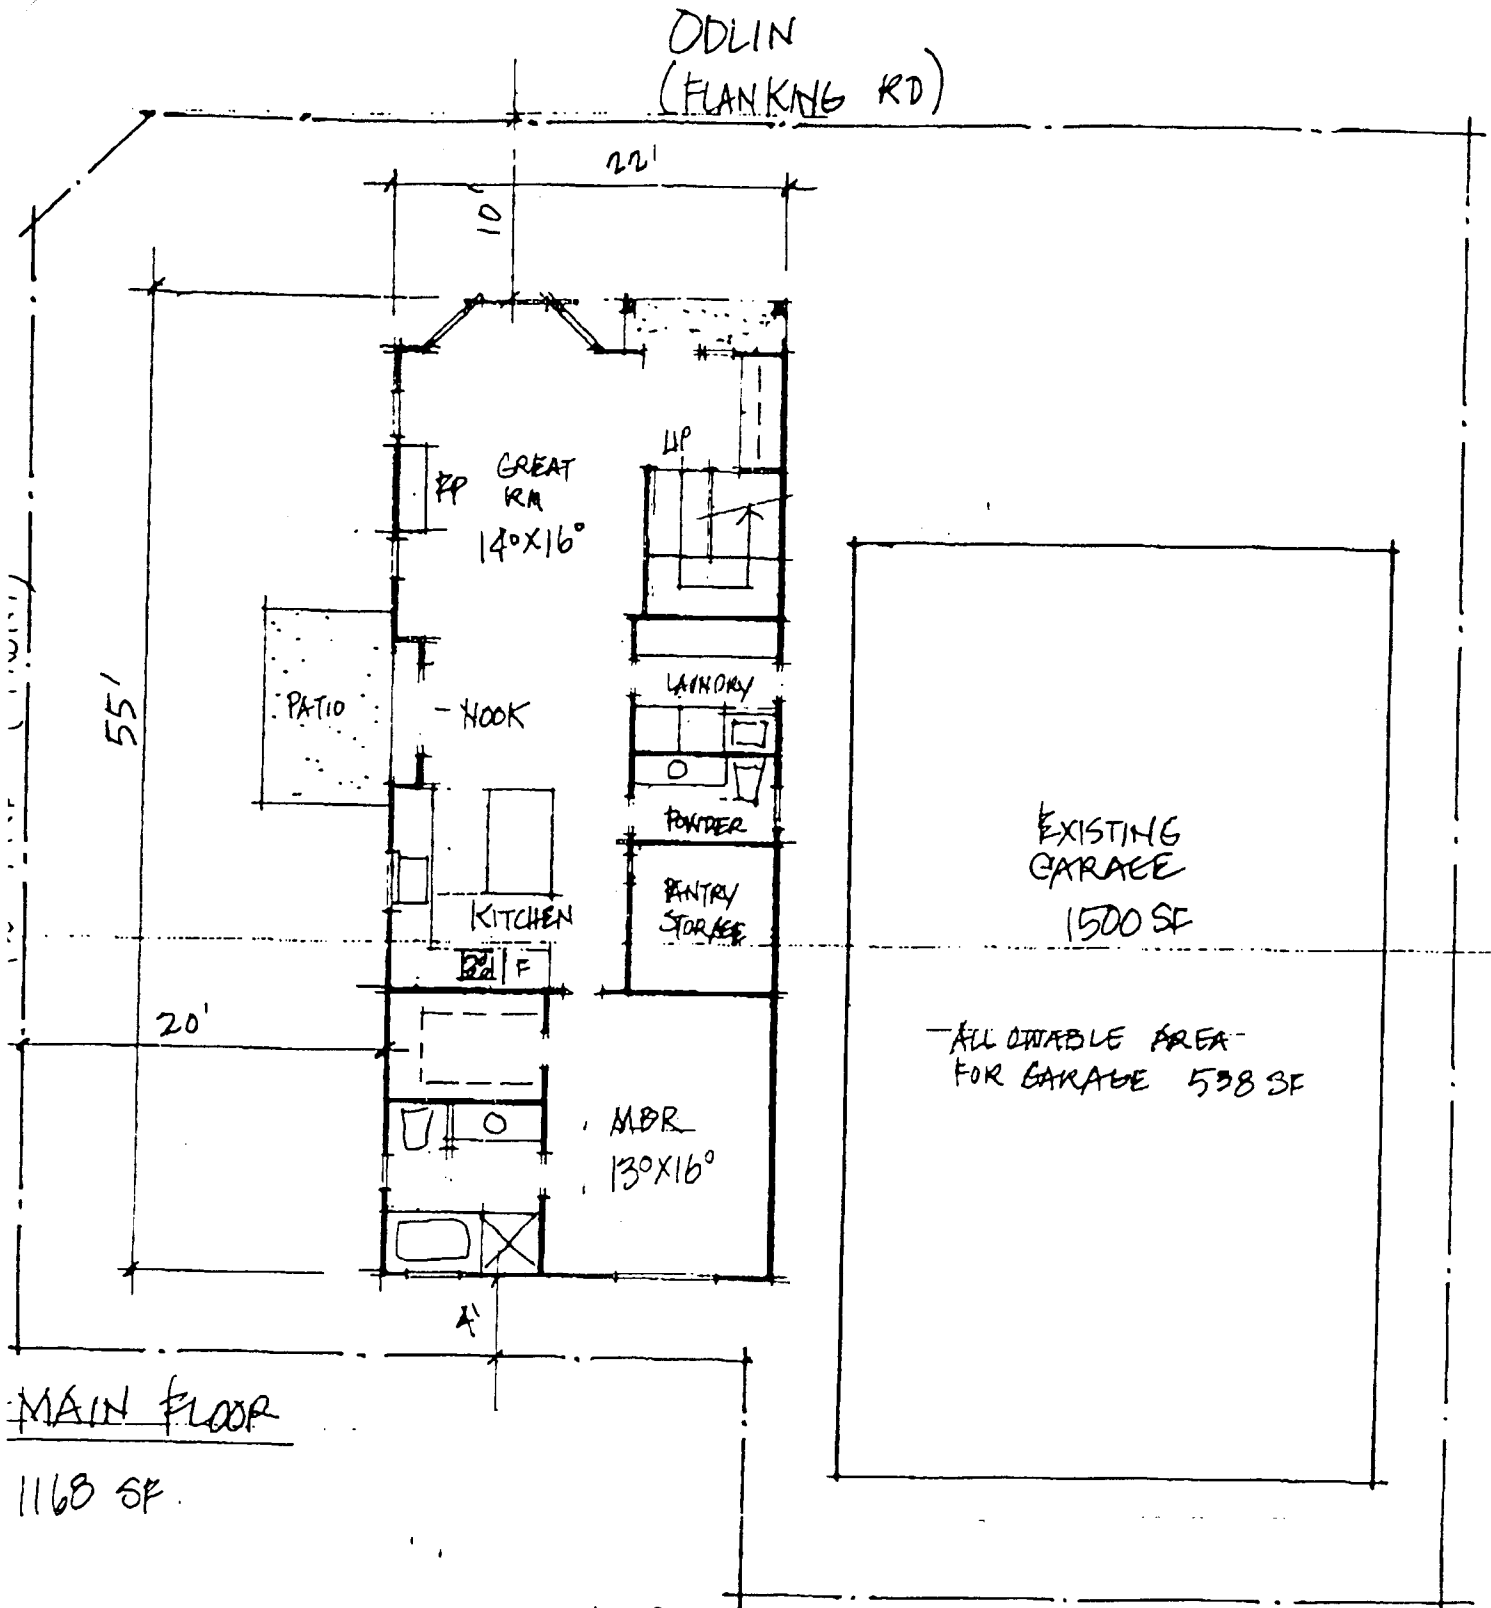 ODLIN
(FLANKING RD)
22'
10'
UP
GREAT
RM
14⁰X16⁰
FP
LAUNDRY
PATIO
NOOK
55'
POWDER
EXISTING
GARAGE
1500 SF
PANTRY
STORAGE
KITCHEN
F
20'
-ALLOWABLE AREA-
FOR GARAGE 538 SF
MBR
13⁰X16⁰
4'
MAIN FLOOR
1168 SF.